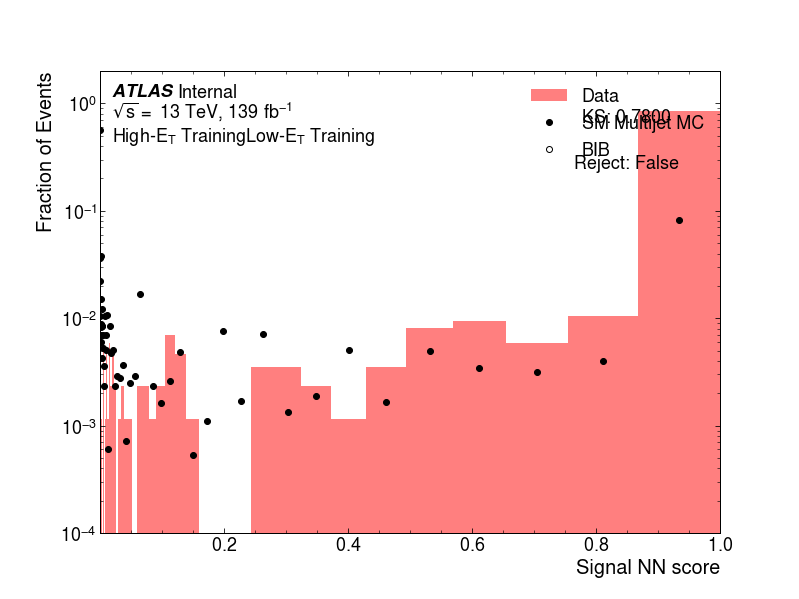 ATLAS Internal
√s = 13 TeV, 139 fb⁻¹
High-E_T TrainingLow-E_T Training
Data
KS: 0.7800
SM Multijet MC
BIB
Reject: False
Fraction of Events
10⁰
10⁻¹
10⁻²
10⁻³
10⁻⁴
0.2 0.4 0.6 0.8 1.0
Signal NN score